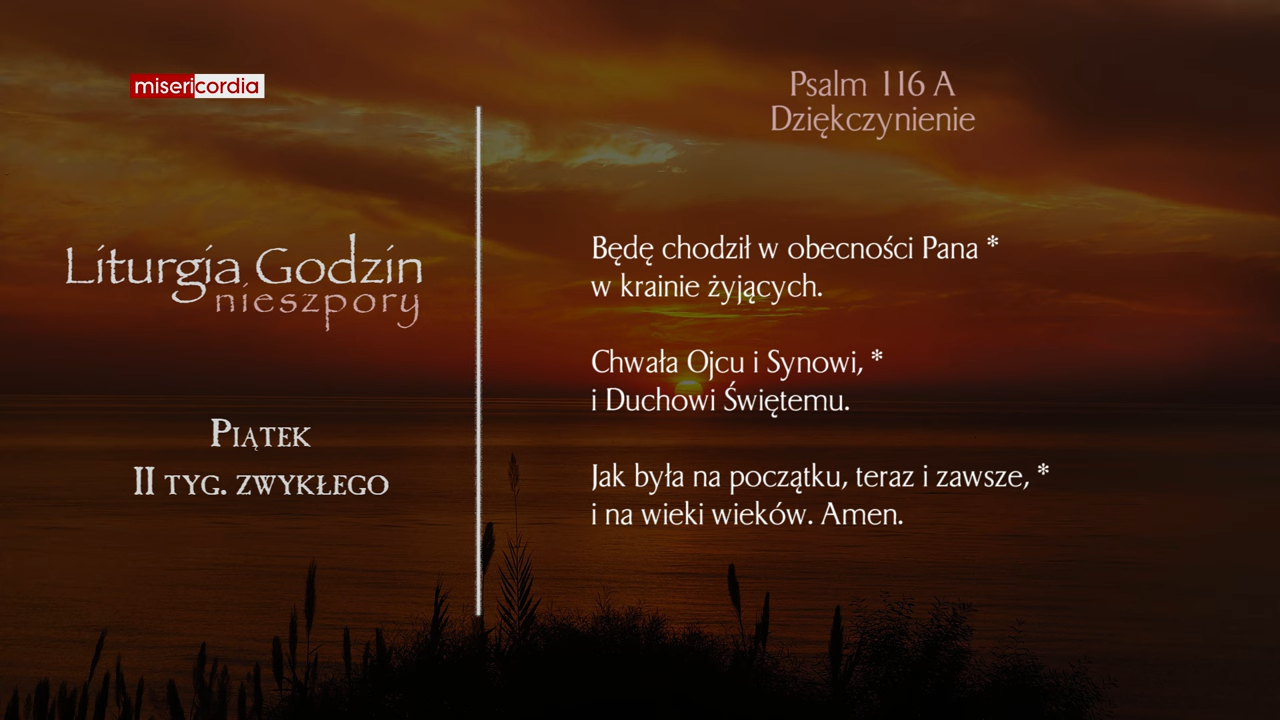 misericordia
Liturgia Godzin
nieszpory
Piątek
II tyg. zwykłego
Psalm 116 A
Dziękczynienie
Będę chodził w obecności Pana *
w krainie żyjących.
Chwała Ojcu i Synowi, *
i Duchowi Świętemu.
Jak była na początku, teraz i zawsze, *
i na wieki wieków. Amen.